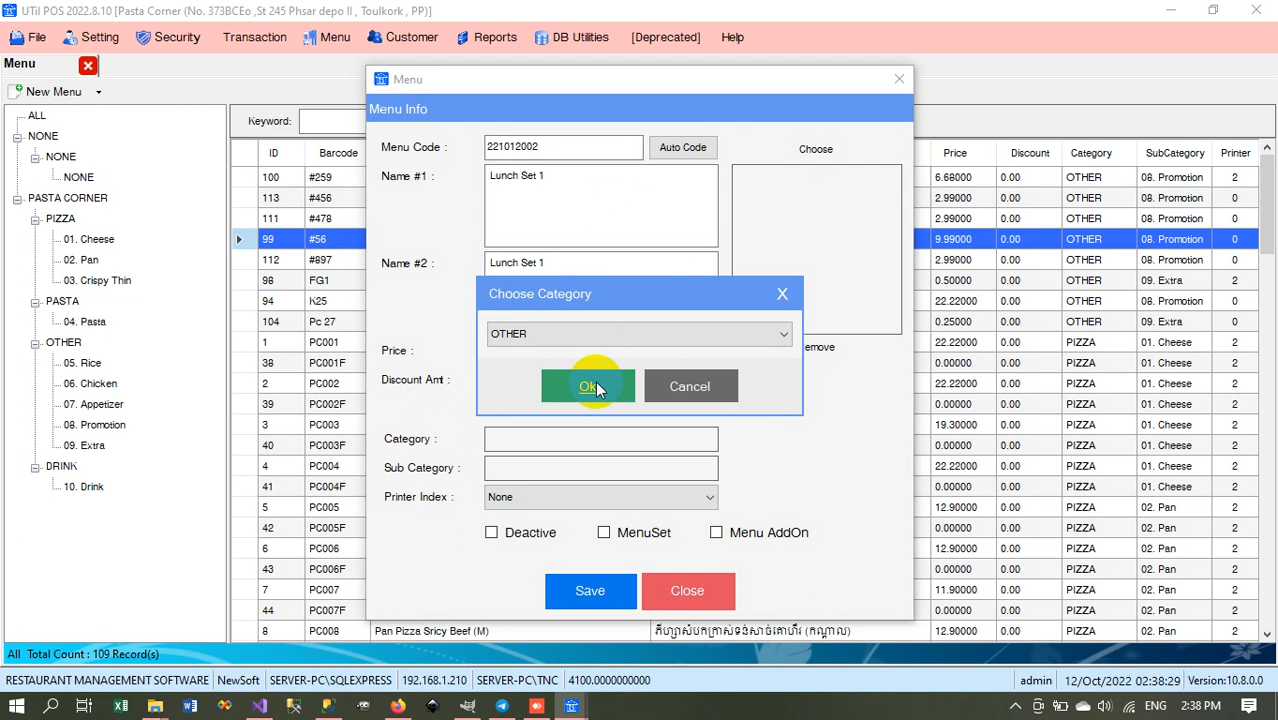 UTil POS 2022.8.10 [Pasta Corner (No. 373BCEo ,St 245 Phsar depo II , Toulkork , PP)]
File Setting Security Transaction Menu Customer Reports DB Utilities [Deprecated] Help
Menu
New Menu
ALL
NONE
NONE
NONE
PASTA CORNER
PIZZA
01. Cheese
02. Pan
03. Crispy Thin
PASTA
04. Pasta
OTHER
05. Rice
06. Chicken
07. Appetizer
08. Promotion
09. Extra
DRINK
10. Drink
Keyword:
ID Barcode Price Discount Category SubCategory Printer
100 #259 6.68000 0.00 OTHER 08. Promotion 2
113 #456 2.99000 0.00 OTHER 08. Promotion 0
111 #478 2.99000 0.00 OTHER 08. Promotion 0
99 #56 9.99000 0.00 OTHER 08. Promotion 0
112 #897 2.99000 0.00 OTHER 08. Promotion 0
98 FG1 0.50000 0.00 OTHER 09. Extra 2
94 K25 22.22000 0.00 OTHER 08. Promotion 0
104 Pc 27 0.25000 0.00 OTHER 09. Extra 2
1 PC001 22.22000 0.00 PIZZA 01. Cheese 2
38 PC001F 0.00000 0.00 PIZZA 01. Cheese 2
2 PC002 22.22000 0.00 PIZZA 01. Cheese 2
39 PC002F 0.00000 0.00 PIZZA 01. Cheese 2
3 PC003 19.30000 0.00 PIZZA 01. Cheese 2
40 PC003F 0.00000 0.00 PIZZA 01. Cheese 2
4 PC004 22.22000 0.00 PIZZA 01. Cheese 2
41 PC004F 0.00000 0.00 PIZZA 01. Cheese 2
5 PC005 12.90000 0.00 PIZZA 02. Pan 2
42 PC005F 0.00000 0.00 PIZZA 02. Pan 2
6 PC006 12.90000 0.00 PIZZA 02. Pan 2
43 PC006F 0.00000 0.00 PIZZA 02. Pan 2
7 PC007 11.90000 0.00 PIZZA 02. Pan 2
44 PC007F 0.00000 0.00 PIZZA 02. Pan 2
8 PC008 Pan Pizza Sricy Beef (M) 12.90000 0.00 PIZZA 02. Pan 2
Menu
Menu Info
Menu Code : 221012002 Auto Code Choose
Name #1 : Lunch Set 1
Name #2 : Lunch Set 1
Choose Category X
OTHER
Ok Cancel
emove
Price :
Discount Amt :
Category :
Sub Category :
Printer Index : None
Deactive MenuSet Menu AddOn
Save Close
All Total Count : 109 Record(s)
RESTAURANT MANAGEMENT SOFTWARE NewSoft SERVER-PC\SQLEXPRESS 192.168.1.210 SERVER-PC\TNC 4100.0000000000 admin 12/Oct/2022 02:38:29 Version:10.8.0.0
ENG 2:38 PM